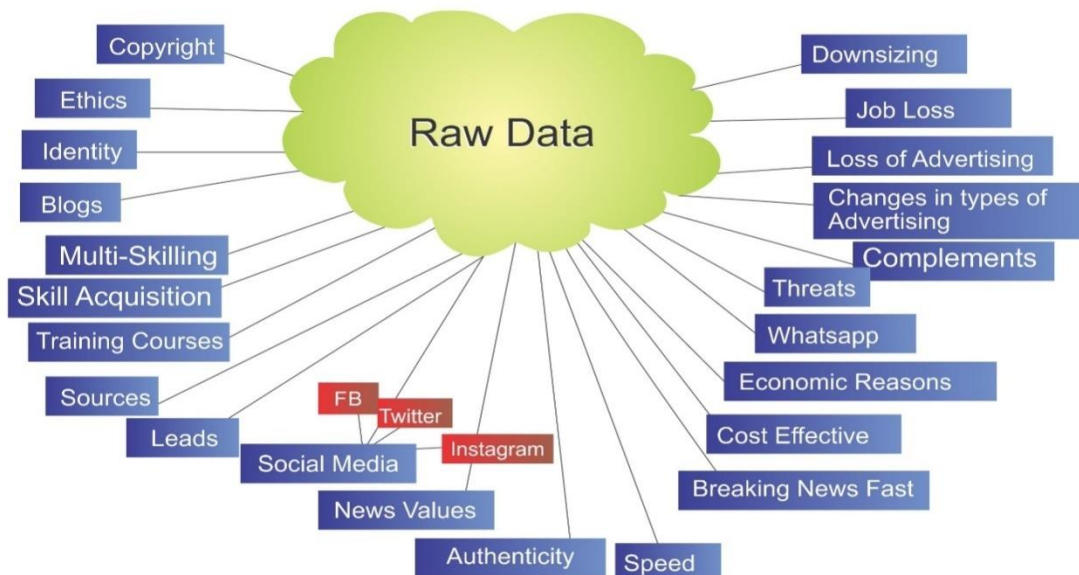 Raw Data
Copyright
Ethics
Identity
Blogs
Multi-Skilling
Skill Acquisition
Training Courses
Sources
Leads
FB
Twitter
Instagram
Social Media
News Values
Authenticity
Speed
Breaking News Fast
Cost Effective
Economic Reasons
Whatsapp
Threats
Complements
Changes in types of
Advertising
Loss of Advertising
Job Loss
Downsizing